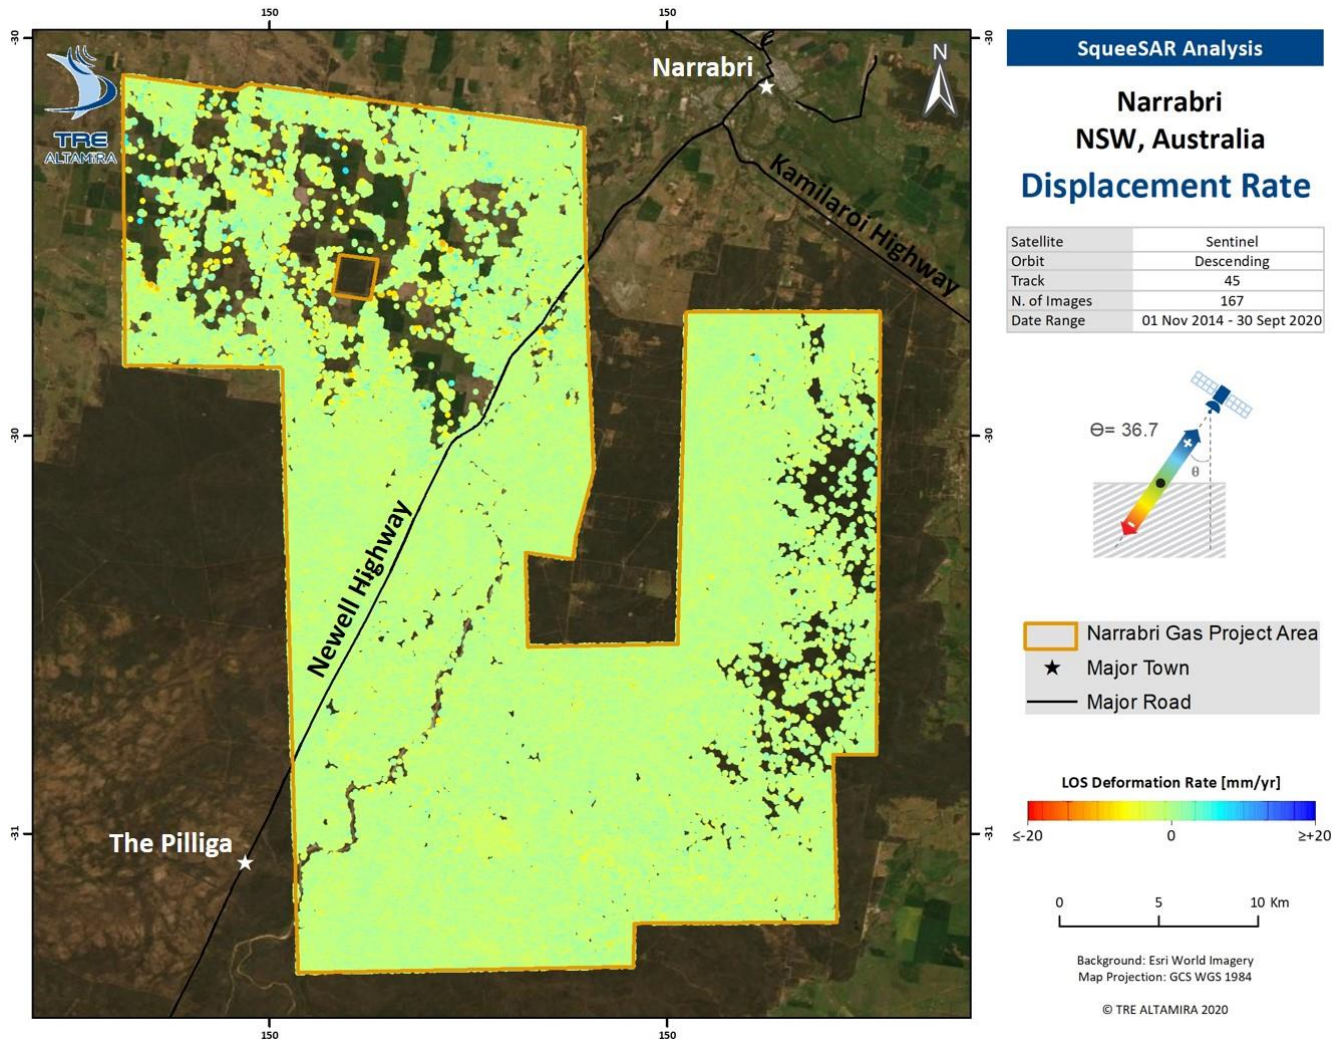 150
150
-30
-30
TRE
ALTAMIRA
Narrabri
N
Kamilaroi Highway
-30
-30
Newell Highway
-31
-31
The Pilliga
150
150
SqueeSAR Analysis
Narrabri
NSW, Australia
Displacement Rate
Satellite Sentinel
Orbit Descending
Track 45
N. of Images 167
Date Range 01 Nov 2014 - 30 Sept 2020
Θ= 36.7
+
θ
-
Narrabri Gas Project Area
Major Town
Major Road
LOS Deformation Rate [mm/yr]
≤-20 0 ≥+20
0 5 10 Km
Background: Esri World Imagery
Map Projection: GCS WGS 1984
© TRE ALTAMIRA 2020